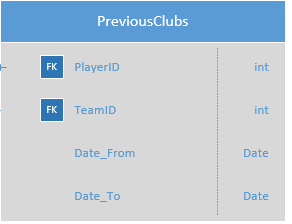 PreviousClubs
FK PlayerID int
FK TeamID int
Date_From Date
Date_To Date